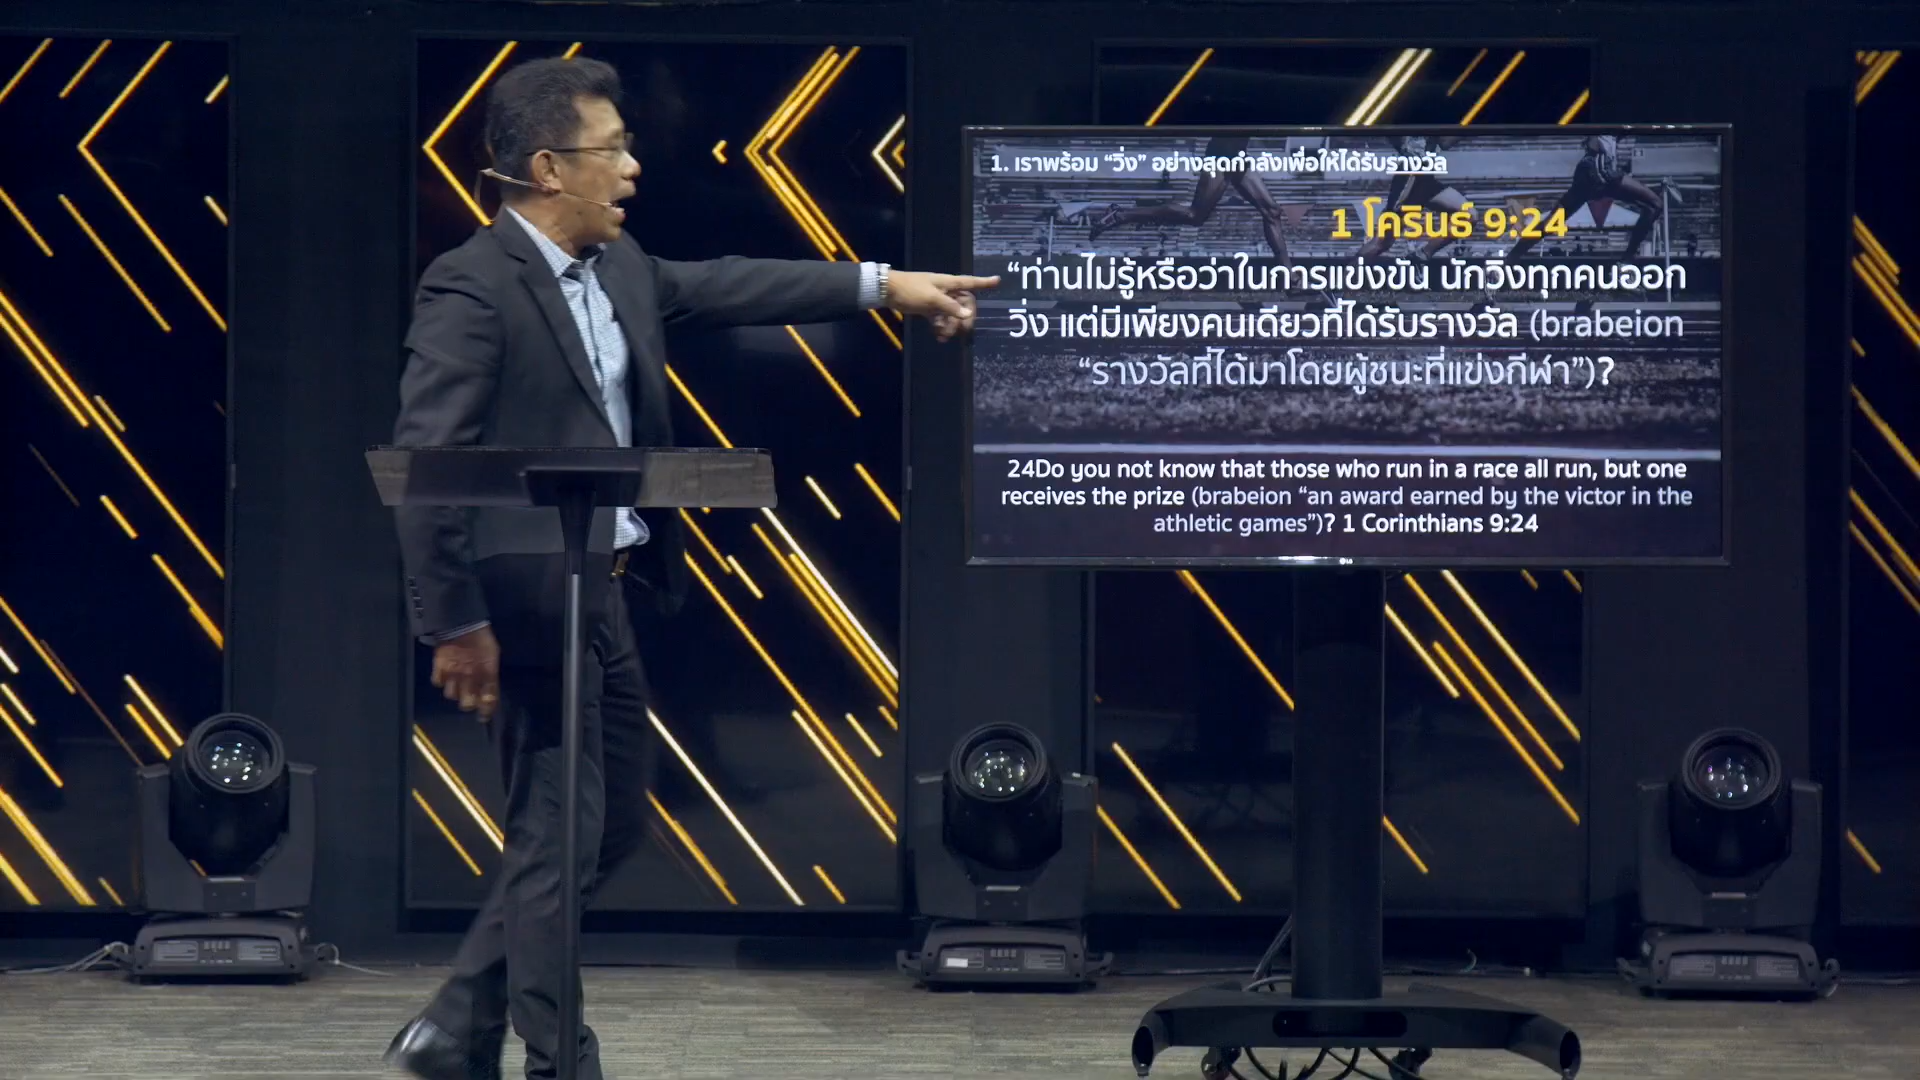 1. เราพร้อม “วิ่ง” อย่างสุดกำลังเพื่อให้ได้รับรางวัล
1 โครินธ์ 9:24
“ท่านไม่รู้หรือว่าในการแข่งขัน นักวิ่งทุกคนออก
วิ่ง แต่มีเพียงคนเดียวที่ได้รับรางวัล (brabeion
“รางวัลที่ได้มาโดยผู้ชนะที่แข่งกีฬา”)?
24Do you not know that those who run in a race all run, but one
receives the prize (brabeion “an award earned by the victor in the
athletic games”)? 1 Corinthians 9:24
LG